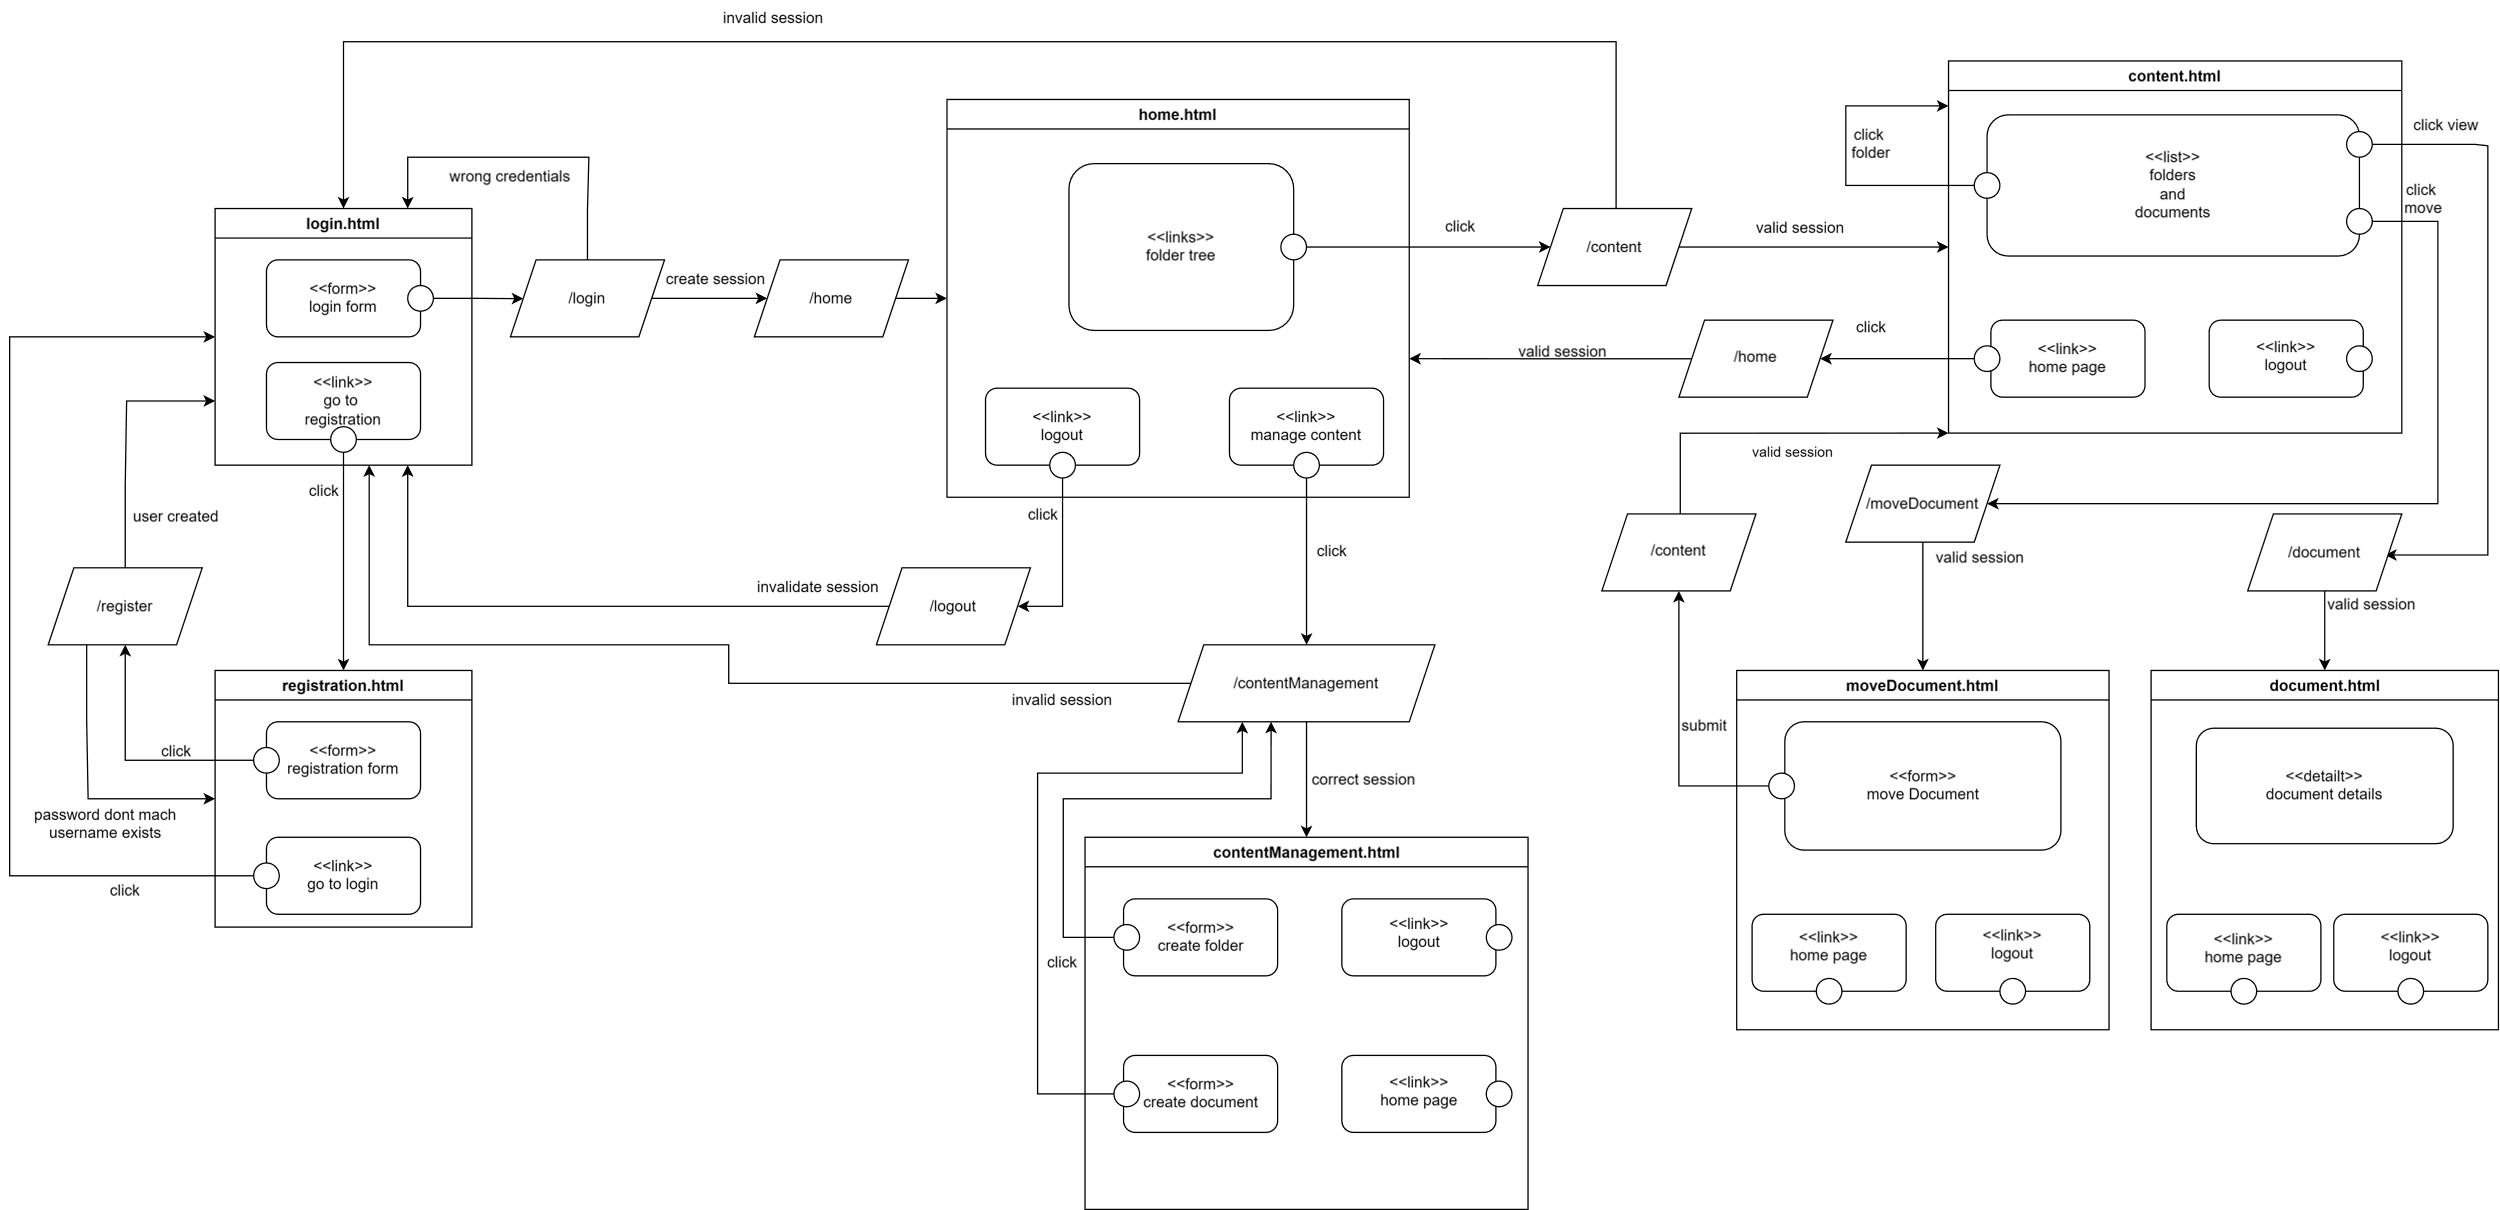 invalid session
content.html
home.html
click
folder
<<list>>
folders
and
documents
click view
click
move
wrong credentials
login.html
<<form>>
login form
/login
create session
/home
<<links>>
folder tree
click
/content
valid session
<<link>>
go to
registration
valid session
/home
click
<<link>>
home page
<<link>>
logout
<<link>>
logout
<<link>>
manage content
valid session
click
user created
click
click
/content
/moveDocument
valid session
/document
valid session
/register
invalidate session
/logout
registration.html
invalid session
/contentManagement
moveDocument.html
document.html
click
<<form>>
registration form
submit
correct session
<<form>>
move Document
<<detailt>>
document details
password dont mach
username exists
<<link>>
go to login
click
contentManagement.html
<<form>>
create folder
<<link>>
logout
click
<<link>>
home page
<<link>>
logout
<<link>>
home page
<<link>>
logout
<<form>>
create document
<<link>>
home page